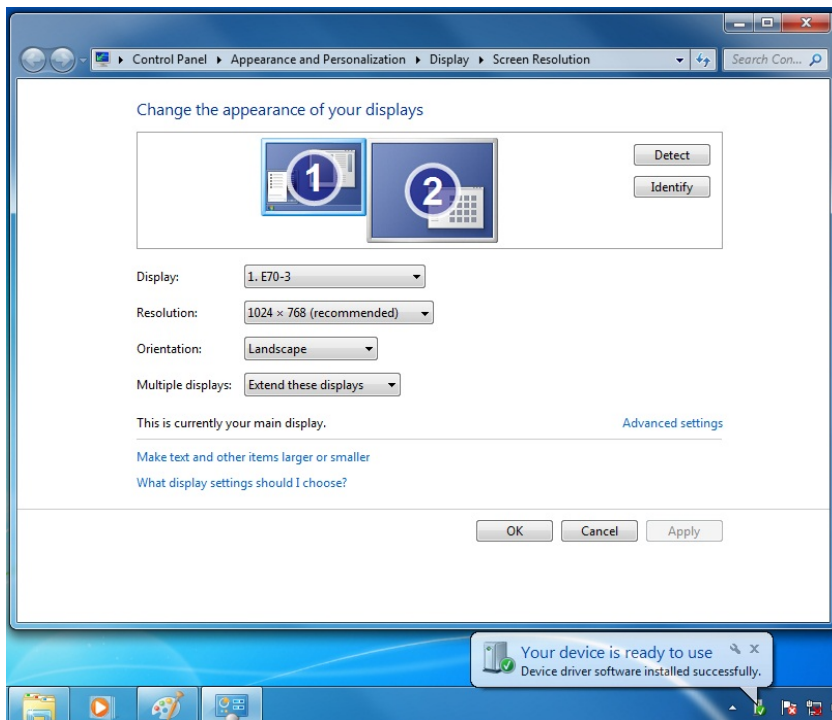 Control Panel ▸ Appearance and Personalization ▸ Display ▸ Screen Resolution
Search Con...
Change the appearance of your displays
1
2
Detect
Identify
Display: 1. E70-3
Resolution: 1024 × 768 (recommended)
Orientation: Landscape
Multiple displays: Extend these displays
This is currently your main display. Advanced settings
Make text and other items larger or smaller
What display settings should I choose?
OK Cancel Apply
Your device is ready to use
Device driver software installed successfully.